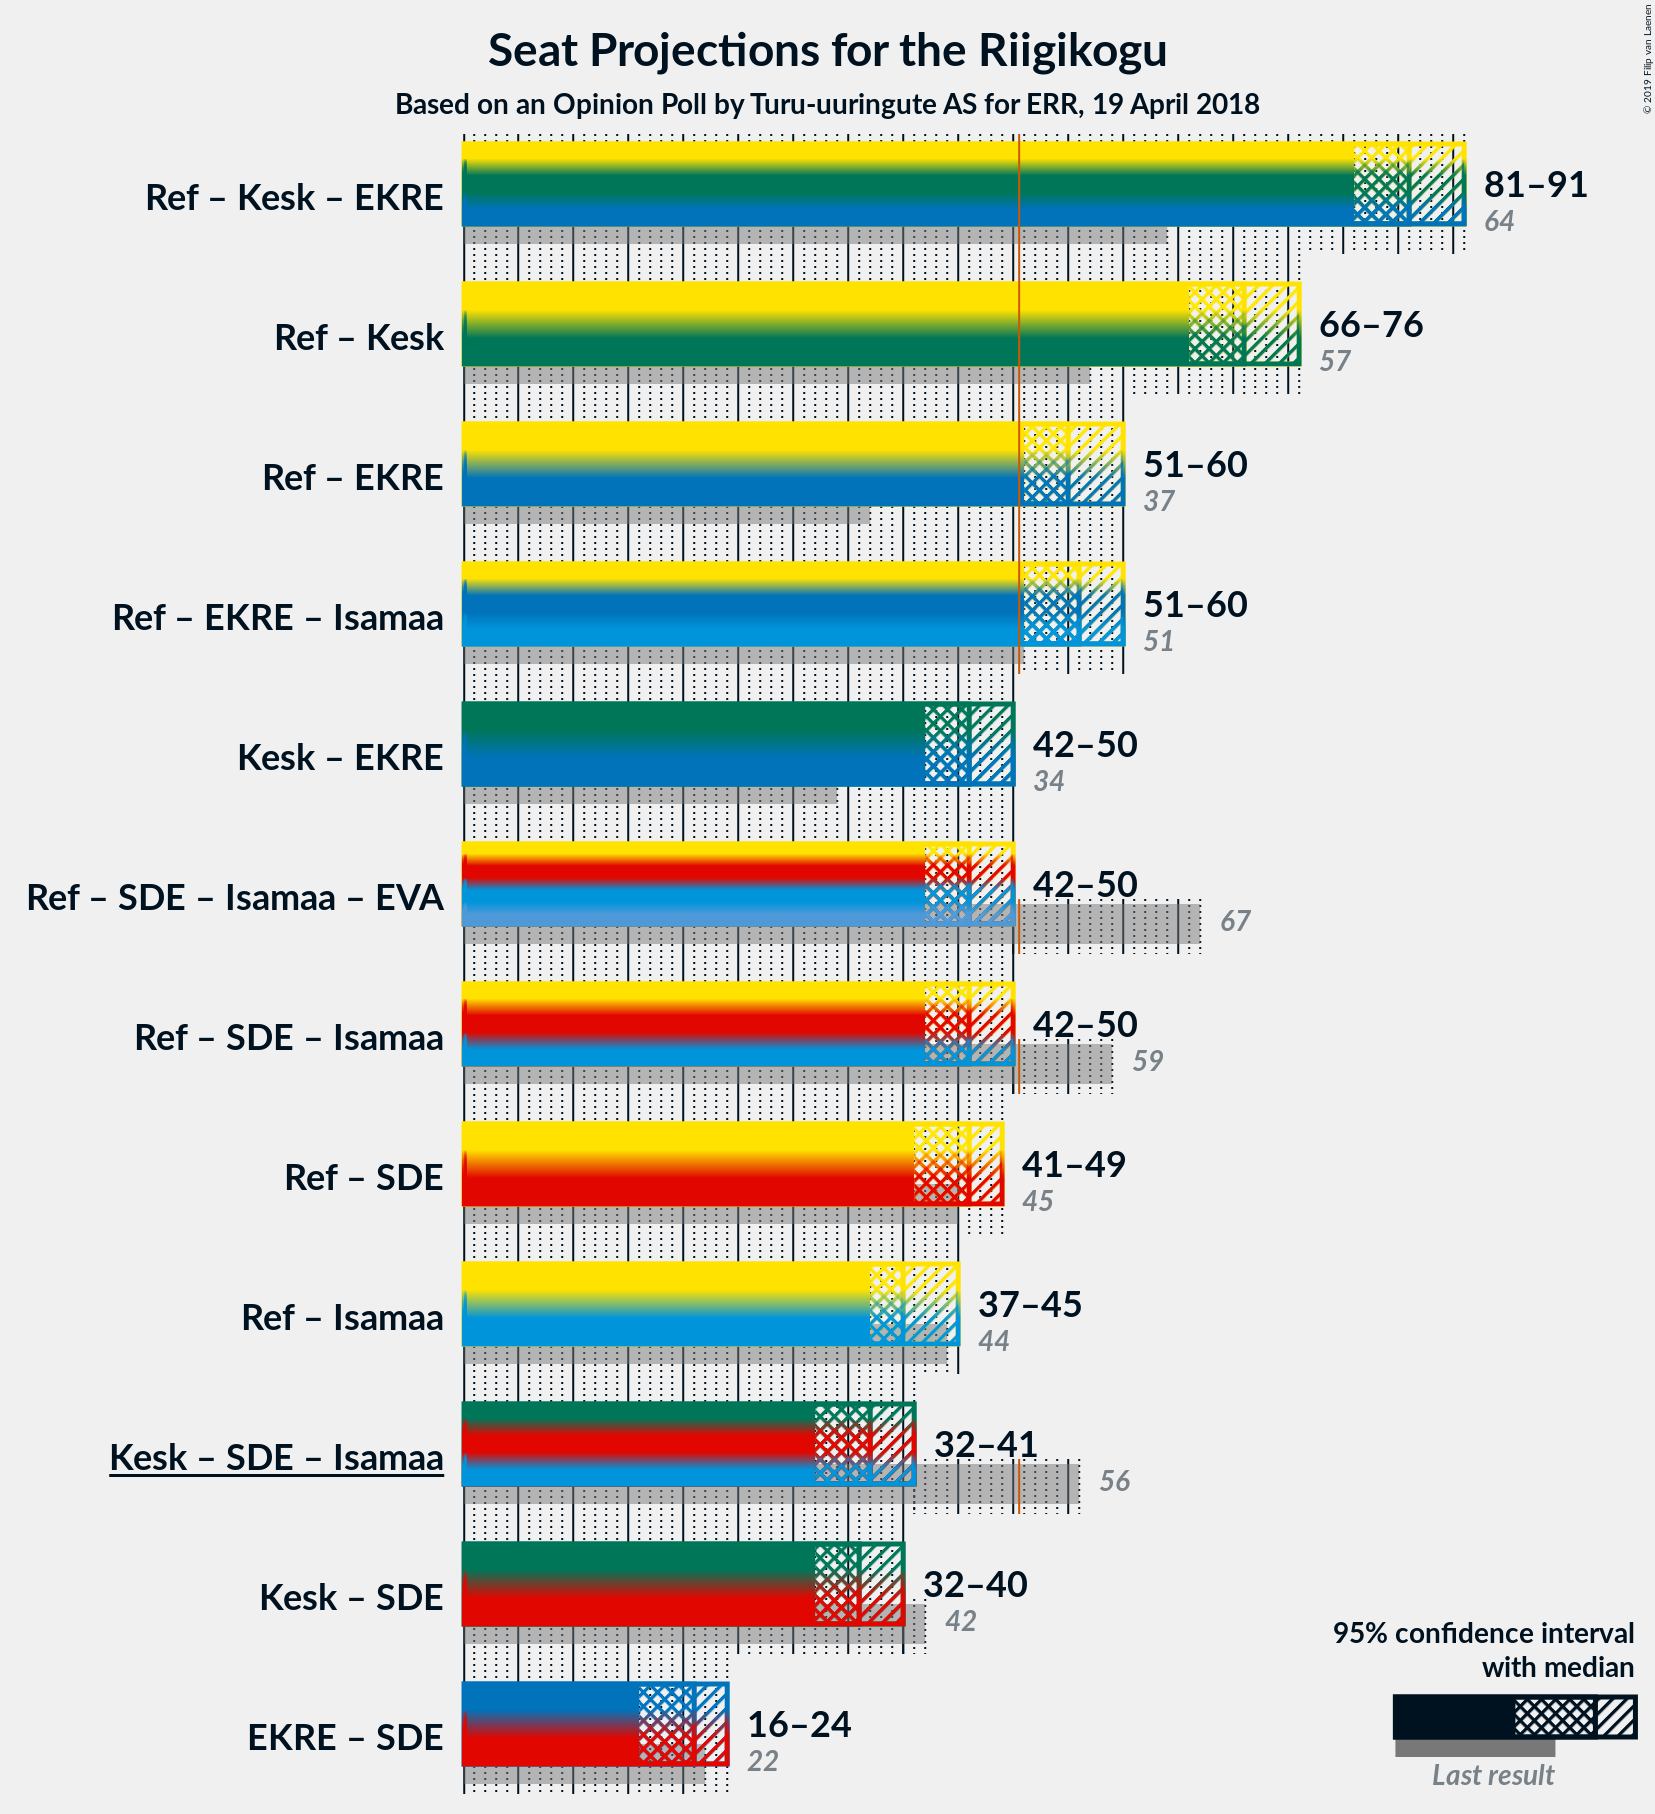 Seat Projections for the Riigikogu
Based on an Opinion Poll by Turu-uuringute AS for ERR, 19 April 2018
© 2019 Filip van Laenen
Ref – Kesk – EKRE
81–91
64
Ref – Kesk
66–76
57
Ref – EKRE
51–60
37
Ref – EKRE – Isamaa
51–60
51
Kesk – EKRE
42–50
34
Ref – SDE – Isamaa – EVA
42–50
67
Ref – SDE – Isamaa
42–50
59
Ref – SDE
41–49
45
Ref – Isamaa
37–45
44
Kesk – SDE – Isamaa
32–41
56
Kesk – SDE
32–40
42
EKRE – SDE
16–24
22
95% confidence interval
with median
Last result